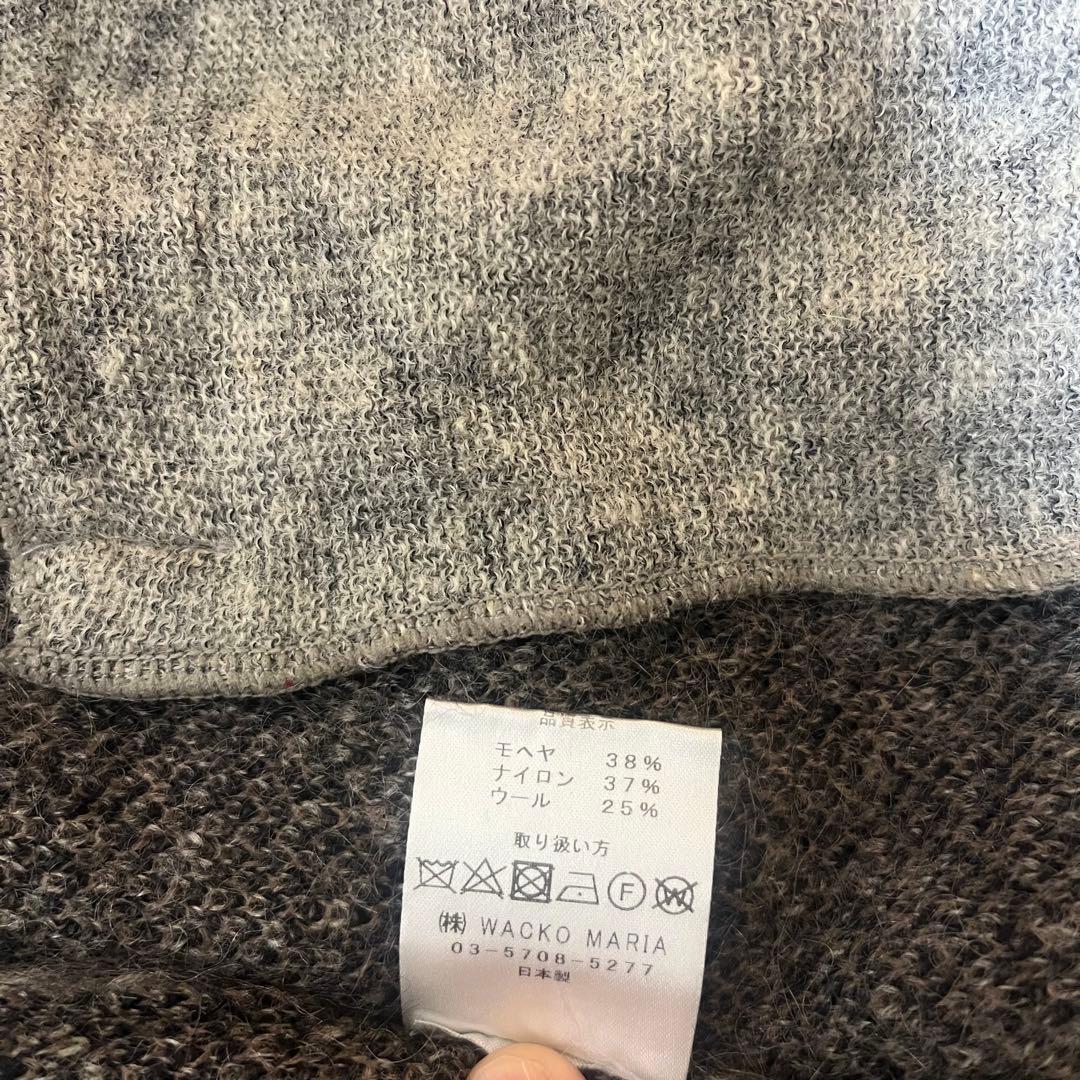 品質表示
モヘヤ 38%
ナイロン 37%
ウール 25%
取り扱い方
F W
㈱ WACKO MARIA
03-5708-5277
日本製